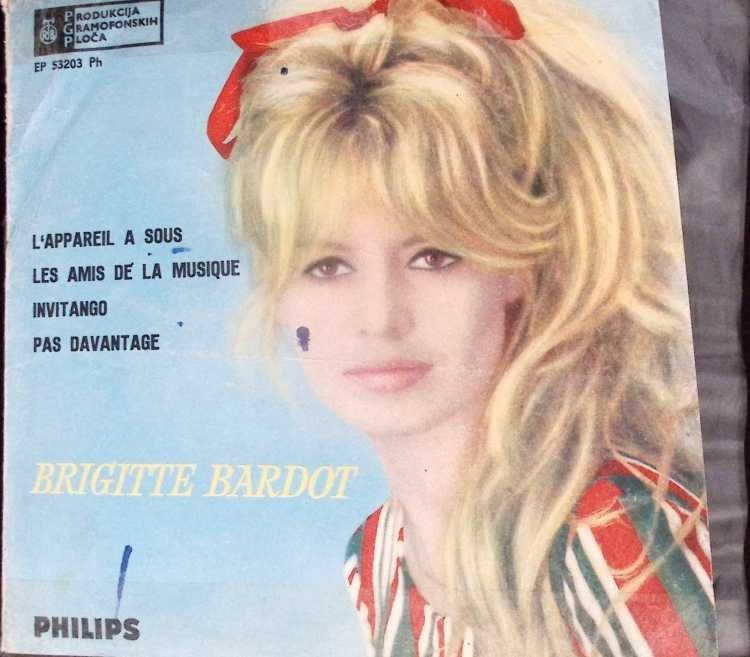 PRODUKCIJA
GRAMOFONSKIH
PLOČA
EP 53203 Ph
L'APPAREIL A SOUS
LES AMIS DE LA MUSIQUE
INVITANGO
PAS DAVANTAGE
BRIGITTE BARDOT
PHILIPS